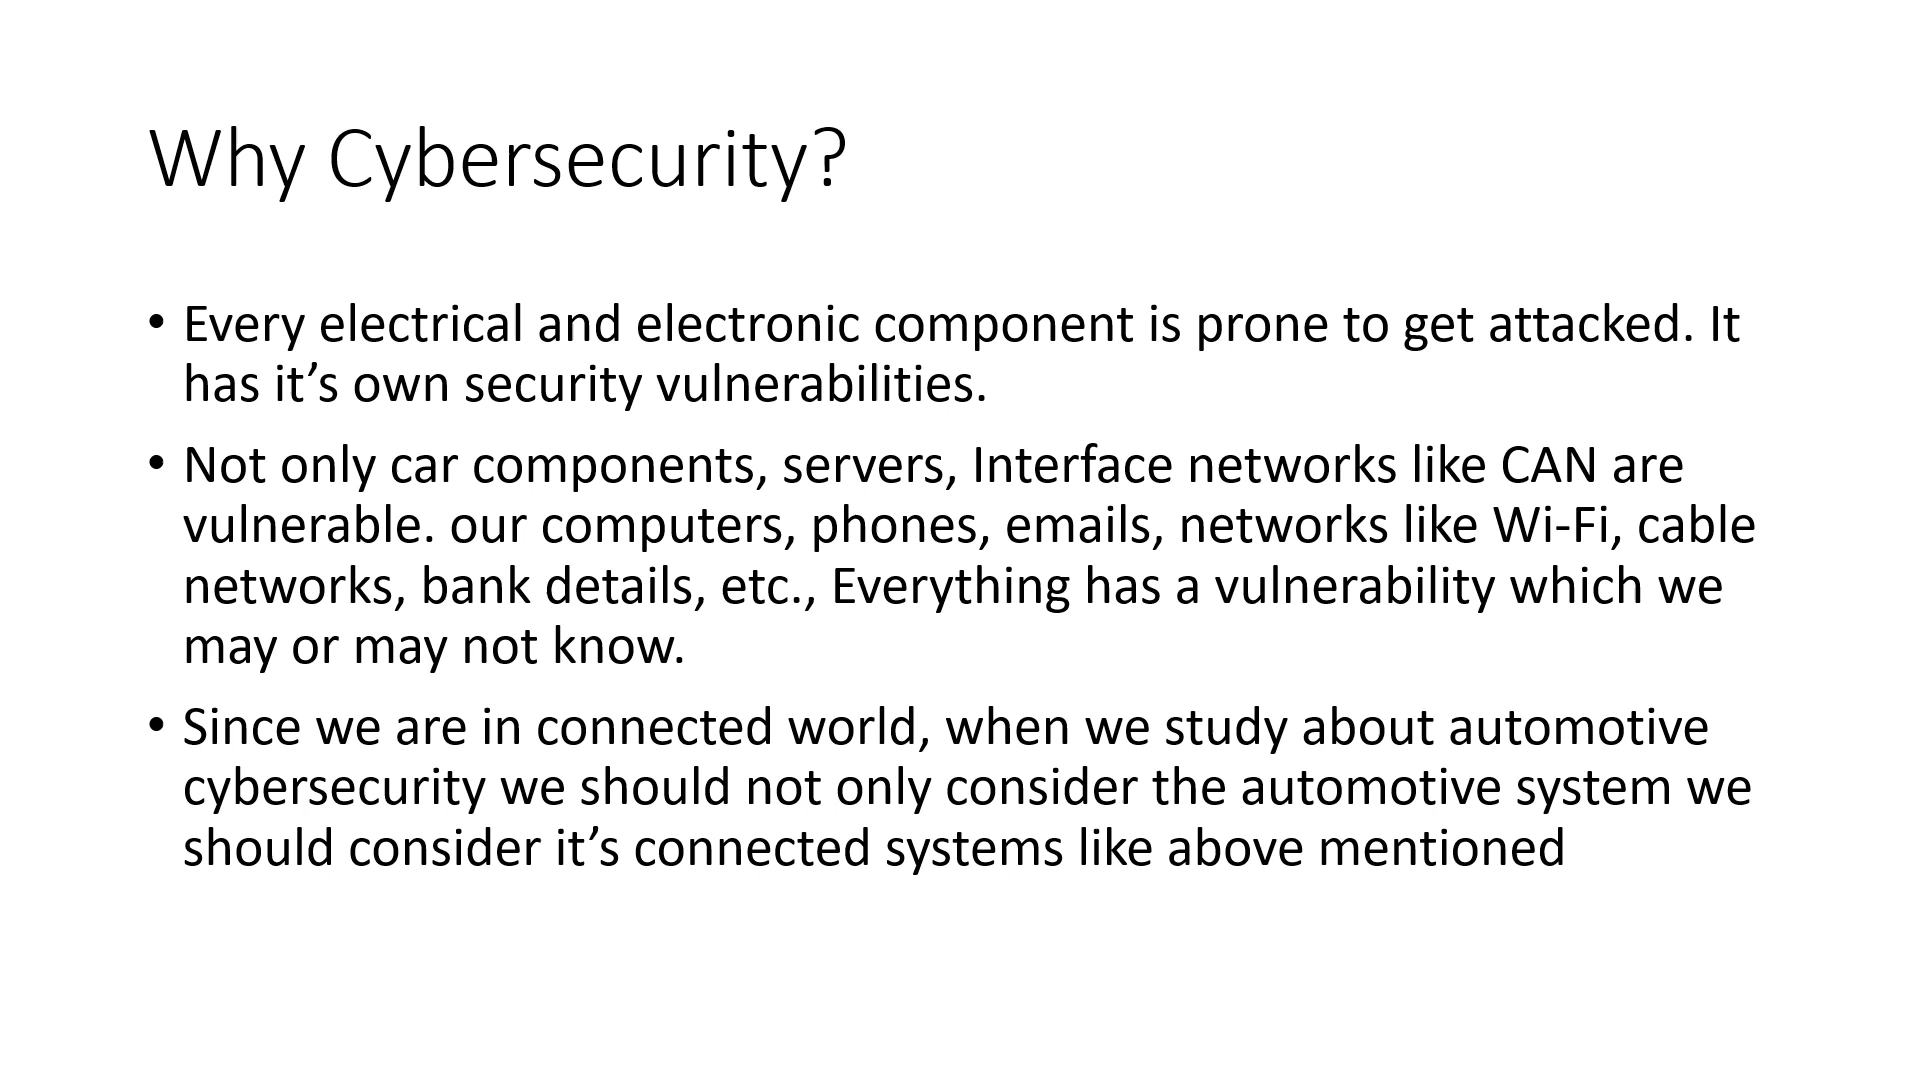 Why Cybersecurity?
• Every electrical and electronic component is prone to get attacked. It
has it’s own security vulnerabilities.
• Not only car components, servers, Interface networks like CAN are
vulnerable. our computers, phones, emails, networks like Wi-Fi, cable
networks, bank details, etc., Everything has a vulnerability which we
may or may not know.
• Since we are in connected world, when we study about automotive
cybersecurity we should not only consider the automotive system we
should consider it’s connected systems like above mentioned